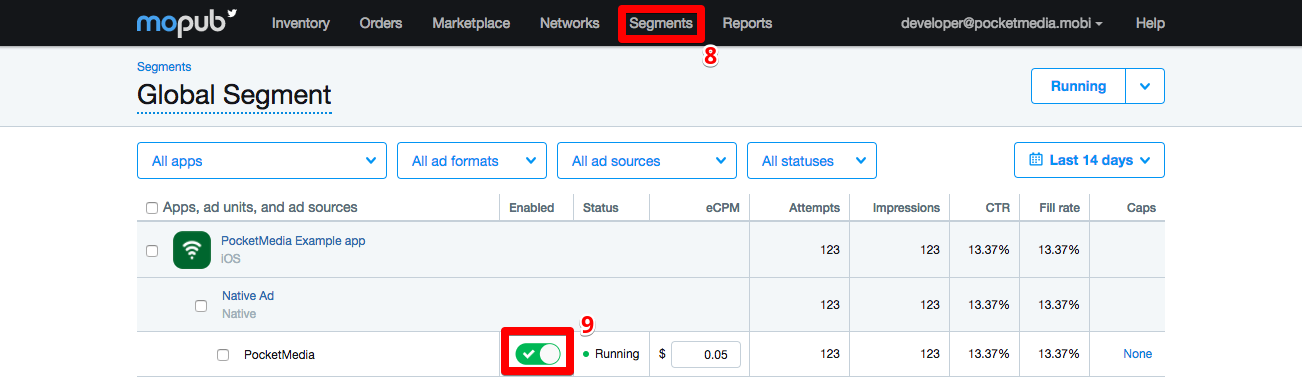 mopub Inventory Orders Marketplace Networks Segments Reports developer@pocketmedia.mobi Help
8
Segments
Global Segment Running
All apps All ad formats All ad sources All statuses Last 14 days
Apps, ad units, and ad sources Enabled Status eCPM Attempts Impressions CTR Fill rate Caps
PocketMedia Example app
iOS
123 123 13.37% 13.37%
Native Ad
Native
123 123 13.37% 13.37%
9
PocketMedia Running $ 0.05 123 123 13.37% 13.37% None